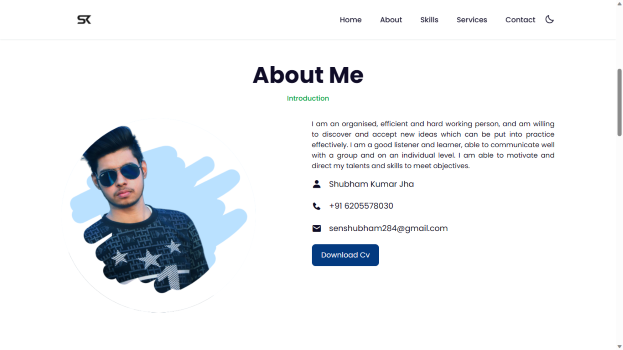 SK
Home About Skills Services Contact
About Me
Introduction
I am an organised, efficient and hard working person, and am willing
to discover and accept new ideas which can be put into practice
effectively. I am a good listener and learner, able to communicate well
with a group and on an individual level. I am able to motivate and
direct my talents and skills to meet objectives.
Shubham Kumar Jha
+91 6205578030
senshubham284@gmail.com
Download Cv